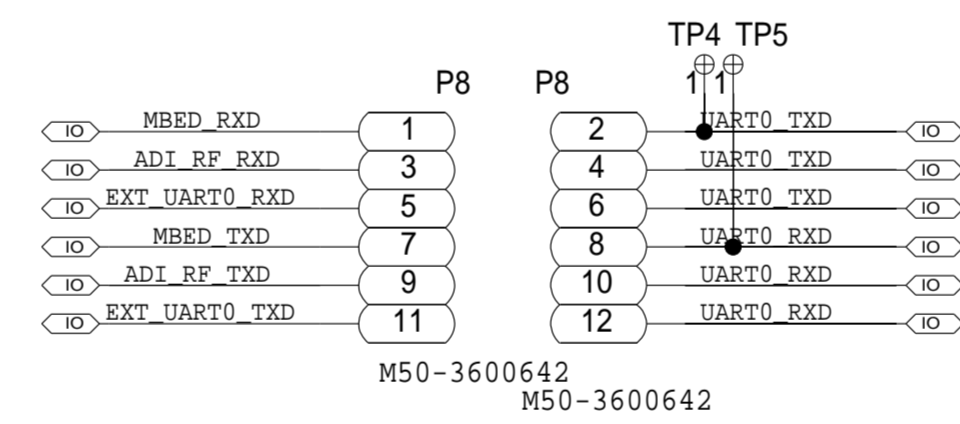 TP4 TP5
P8 P8 1 1
IO MBED_RXD 1 2 UART0_TXD IO
IO ADI_RF_RXD 3 4 UART0_TXD IO
IO EXT_UART0_RXD 5 6 UART0_TXD IO
IO MBED_TXD 7 8 UART0_RXD IO
IO ADI_RF_TXD 9 10 UART0_RXD IO
IO EXT_UART0_TXD 11 12 UART0_RXD IO
M50-3600642
M50-3600642